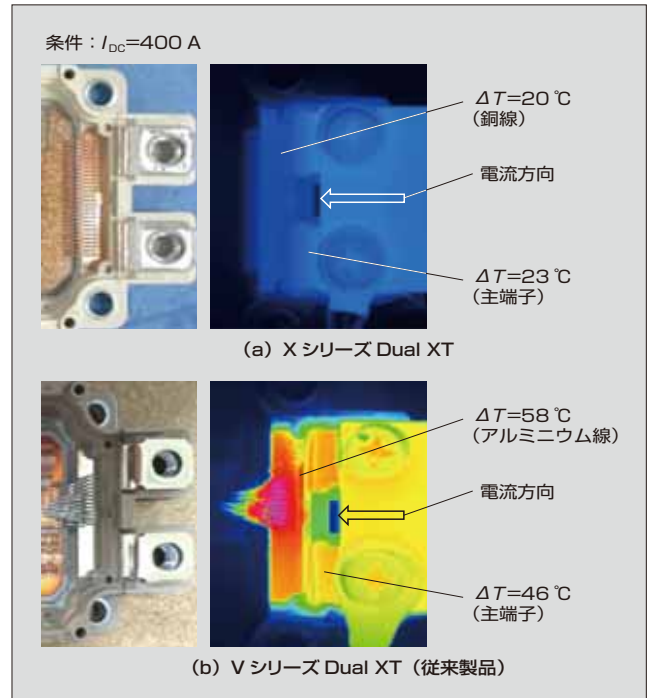 条件：I_DC=400 A
ΔT=20 ℃
（銅線）
電流方向
ΔT=23 ℃
（主端子）
（a）X シリーズ Dual XT
ΔT=58 ℃
（アルミニウム線）
電流方向
ΔT=46 ℃
（主端子）
（b）V シリーズ Dual XT（従来製品）